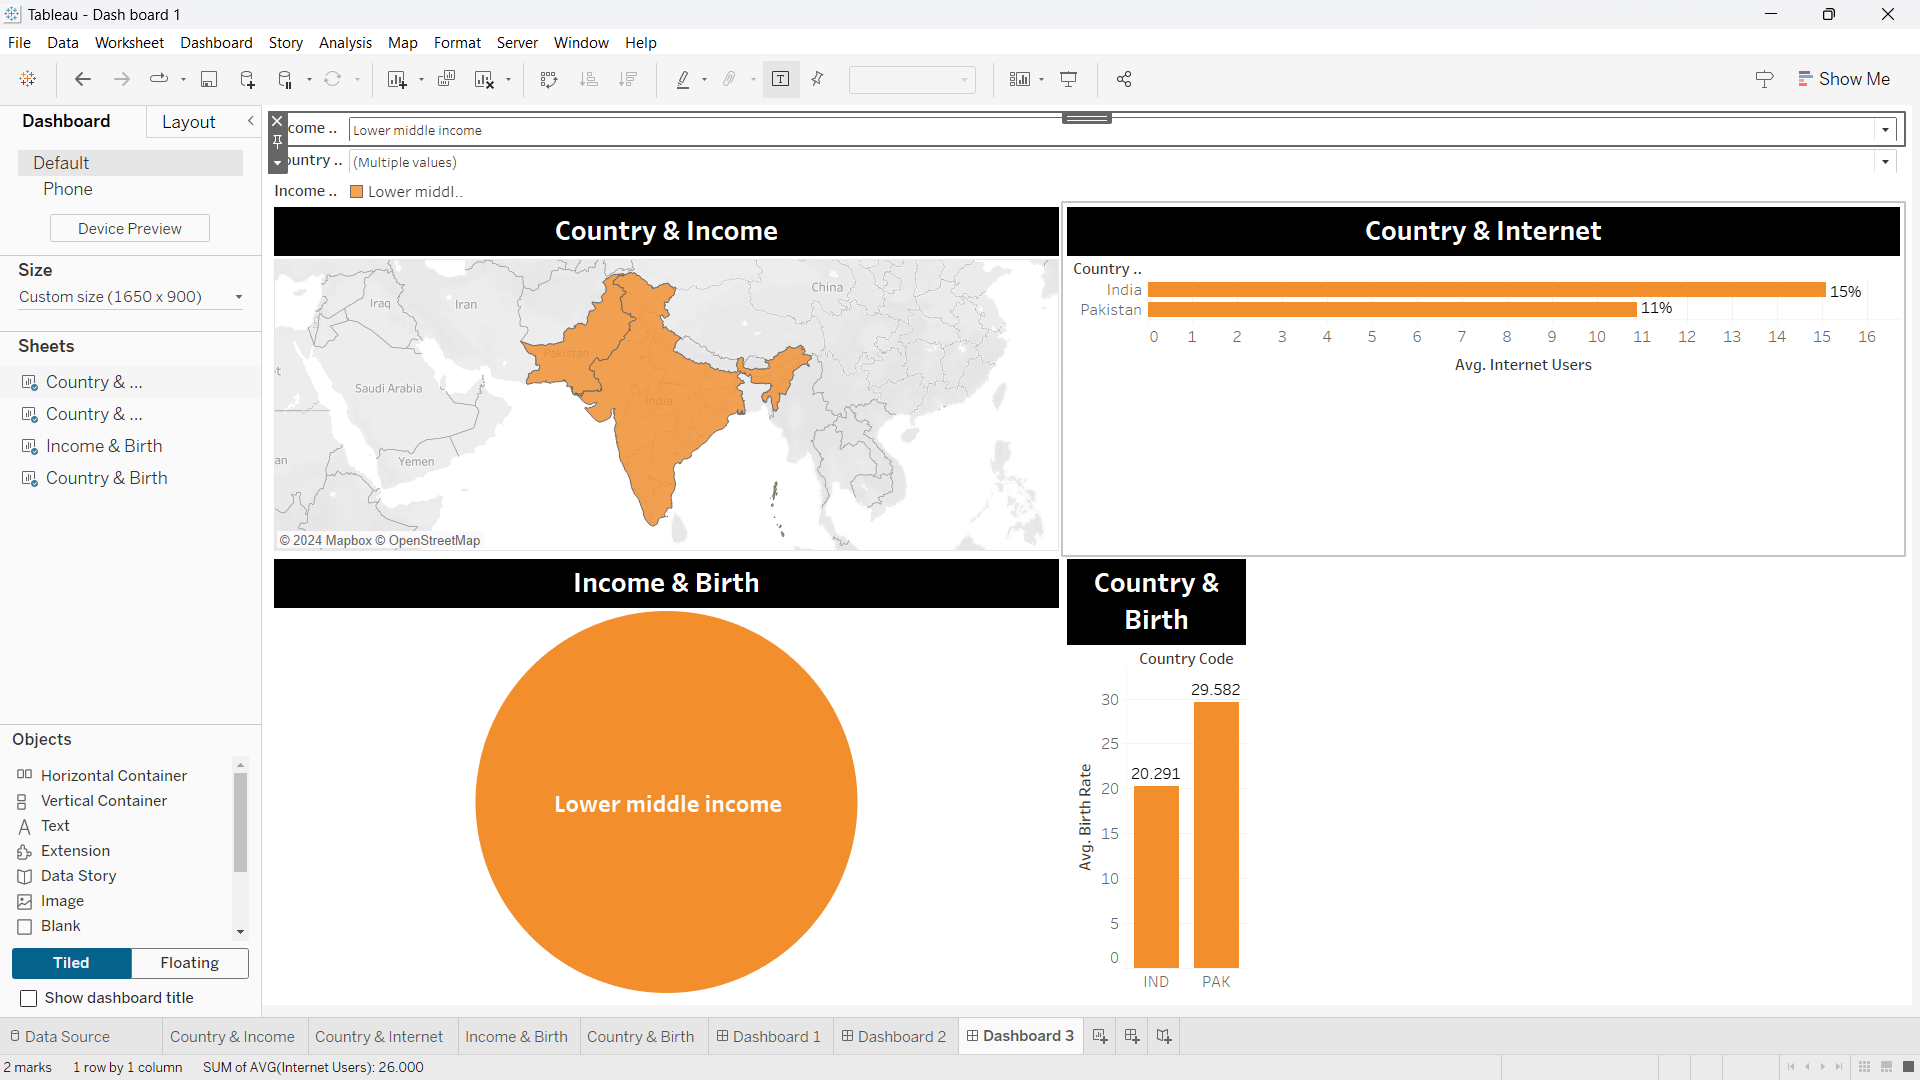 Tableau - Dash board 1
File Data Worksheet Dashboard Story Analysis Map Format Server Window Help
Show Me
Dashboard
Layout
Default
Phone
Device Preview
Size
Custom size (1650 x 900)
Sheets
Country & ...
Country & ...
Income & Birth
Country & Birth
Objects
Horizontal Container
Vertical Container
Text
Extension
Data Story
Image
Blank
Tiled
Floating
Show dashboard title
come ..
Lower middle income
ountry ..
(Multiple values)
Income ..
Lower middl..
Country & Income
Iraq
Iran
China
Pakistan
Saudi Arabia
India
Yemen
© 2024 Mapbox © OpenStreetMap
Country & Internet
Country ..
India
15%
Pakistan
11%
0 1 2 3 4 5 6 7 8 9 10 11 12 13 14 15 16
Avg. Internet Users
Income & Birth
Lower middle income
Country &
Birth
Country Code
29.582
20.291
30
25
20
15
10
5
0
Avg. Birth Rate
IND PAK
Data Source
Country & Income
Country & Internet
Income & Birth
Country & Birth
Dashboard 1
Dashboard 2
Dashboard 3
2 marks
1 row by 1 column
SUM of AVG(Internet Users): 26.000